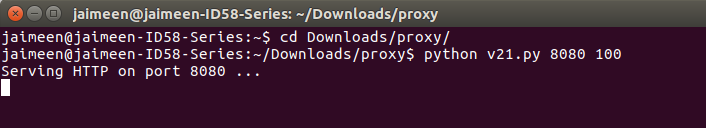 jaimeen@jaimeen-ID58-Series: ~/Downloads/proxy
jaimeen@jaimeen-ID58-Series:~$ cd Downloads/proxy/
jaimeen@jaimeen-ID58-Series:~/Downloads/proxy$ python v21.py 8080 100
Serving HTTP on port 8080 ...